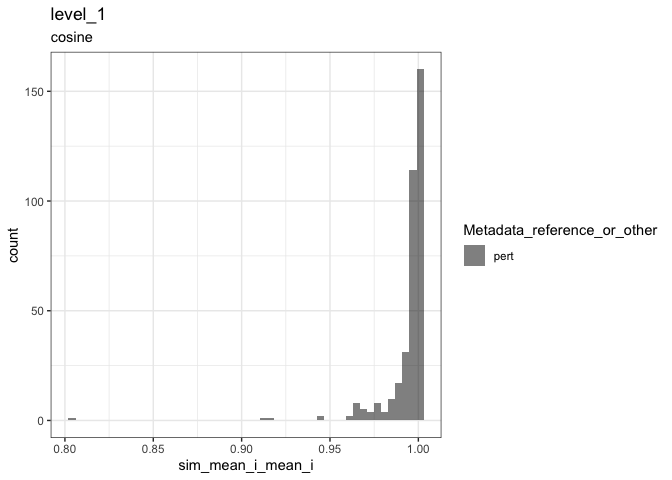 level_1
cosine
150
100
50
0
count
0.80 0.85 0.90 0.95 1.00
sim_mean_i_mean_i
Metadata_reference_or_other
pert